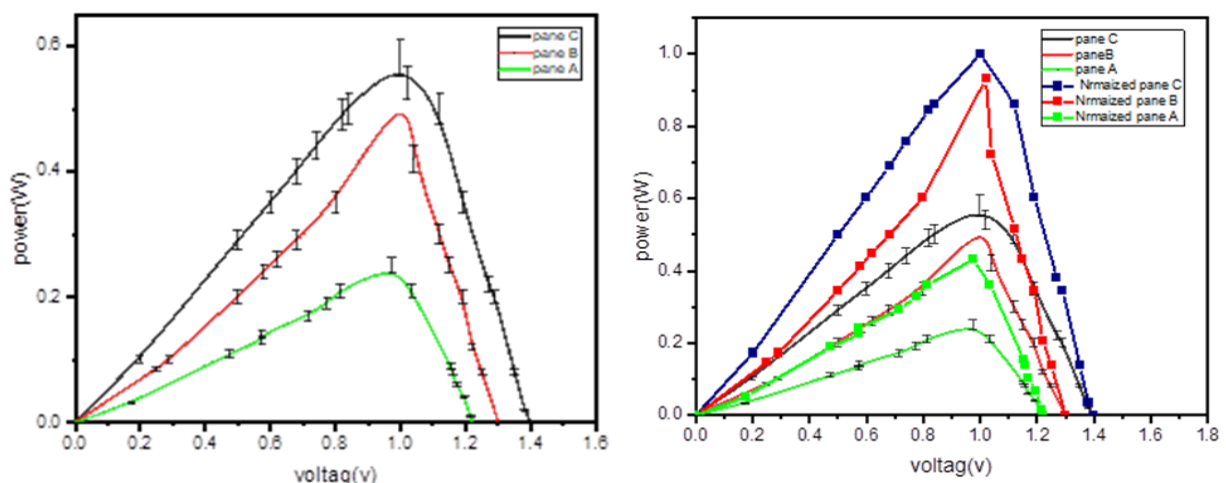 0.6
0.4
0.2
0.0
power(W)
pane C
pane B
pane A
0.0 0.2 0.4 0.6 0.8 1.0 1.2 1.4 1.6
voltag(v)
1.0
0.8
0.6
0.4
0.2
0.0
power(W)
pane C
paneB
pane A
Nrmaized pane C
Nrmaized pane B
Nrmaized pane A
0.0 0.2 0.4 0.6 0.8 1.0 1.2 1.4 1.6 1.8
voltag(v)